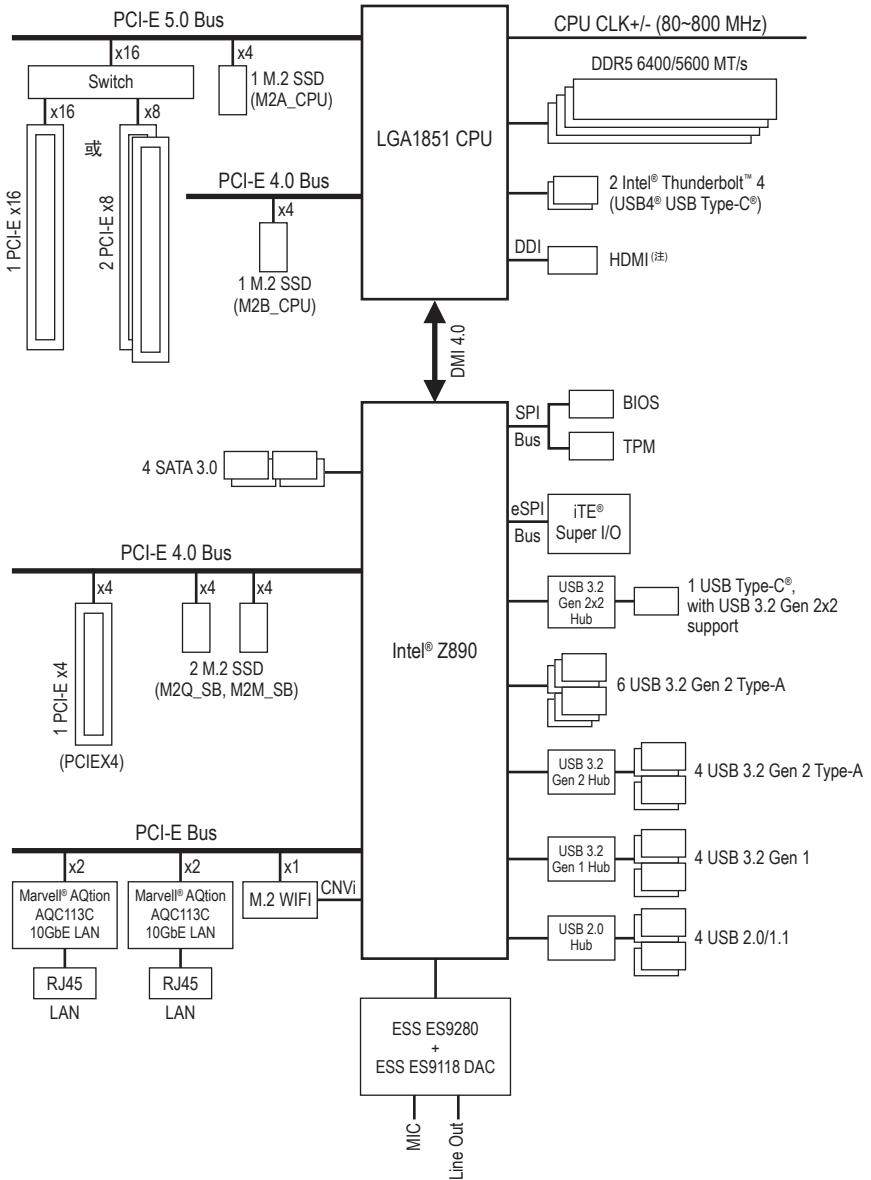 PCI-E 5.0 Bus
CPU CLK+/- (80~800 MHz)
x16
x4
Switch
1 M.2 SSD
(M2A_CPU)
DDR5 6400/5600 MT/s
x16
x8
或
1 PCI-E x16
2 PCI-E x8
LGA1851 CPU
PCI-E 4.0 Bus
x4
1 M.2 SSD
(M2B_CPU)
2 Intel® Thunderbolt™ 4
(USB4® USB Type-C®)
DDI
HDMI (注)
DMI 4.0
SPI
Bus
BIOS
TPM
4 SATA 3.0
eSPI
Bus
iTE®
Super I/O
PCI-E 4.0 Bus
x4
x4
x4
1 PCI-E x4
(PCIEX4)
2 M.2 SSD
(M2Q_SB, M2M_SB)
Intel® Z890
USB 3.2
Gen 2x2
Hub
1 USB Type-C®,
with USB 3.2 Gen 2x2
support
6 USB 3.2 Gen 2 Type-A
USB 3.2
Gen 2 Hub
4 USB 3.2 Gen 2 Type-A
PCI-E Bus
x2
x2
x1
Marvell® AQtion
AQC113C
10GbE LAN
Marvell® AQtion
AQC113C
10GbE LAN
M.2 WIFI
CNVi
RJ45
LAN
RJ45
LAN
USB 3.2
Gen 1 Hub
4 USB 3.2 Gen 1
USB 2.0
Hub
4 USB 2.0/1.1
ESS ES9280
+
ESS ES9118 DAC
MIC
Line Out